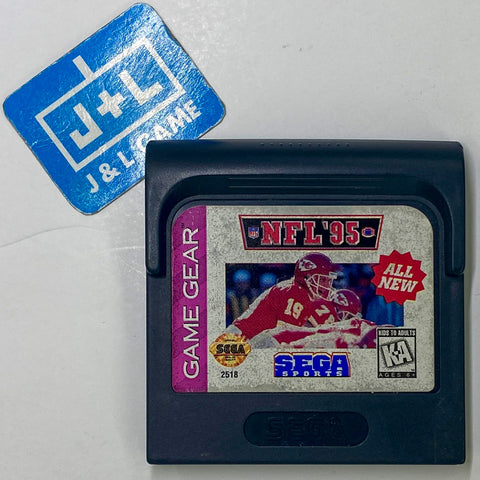 J+L
J & L GAME
NFL '95
GAME GEAR
ALL NEW
19
SEGA
2518
SEGA
SPORTS
KIDS TO ADULTS
K-A
AGES 6+
SEGA